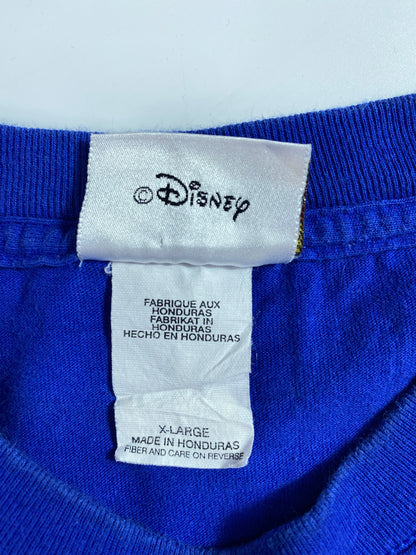 © Disney
FABRIQUE AUX
HONDURAS
FABRIKAT IN
HONDURAS
HECHO EN HONDURAS
X-LARGE
MADE IN HONDURAS
FIBER AND CARE ON REVERSE